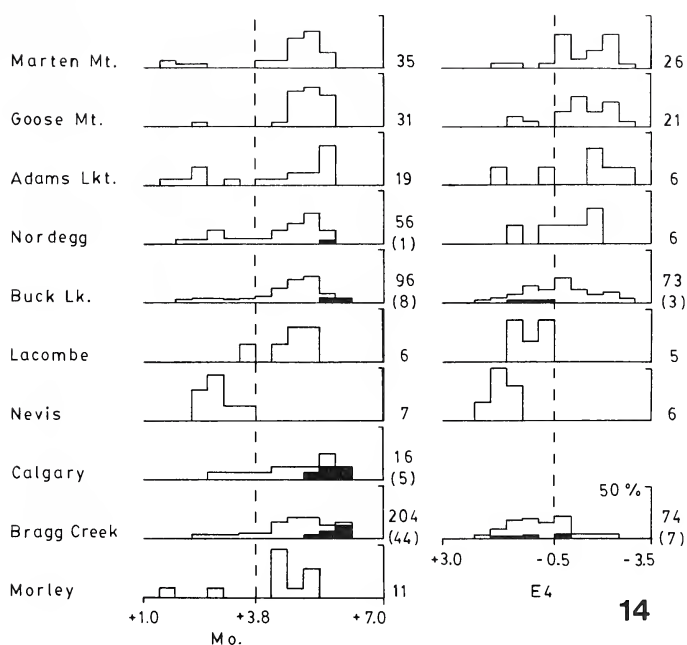 Marten Mt. 35 26
Goose Mt. 31 21
Adams Lkt. 19 6
Nordegg 56 (1) 6
Buck Lk. 96 (8) 73 (3)
Lacombe 6 5
Nevis 7 6
Calgary 16 (5)
50 %
Bragg Creek 204 (44) 74 (7)
+3.0 -0.5 -3.5
E4
Morley 11
14
+1.0 +3.8 +7.0
Mo.